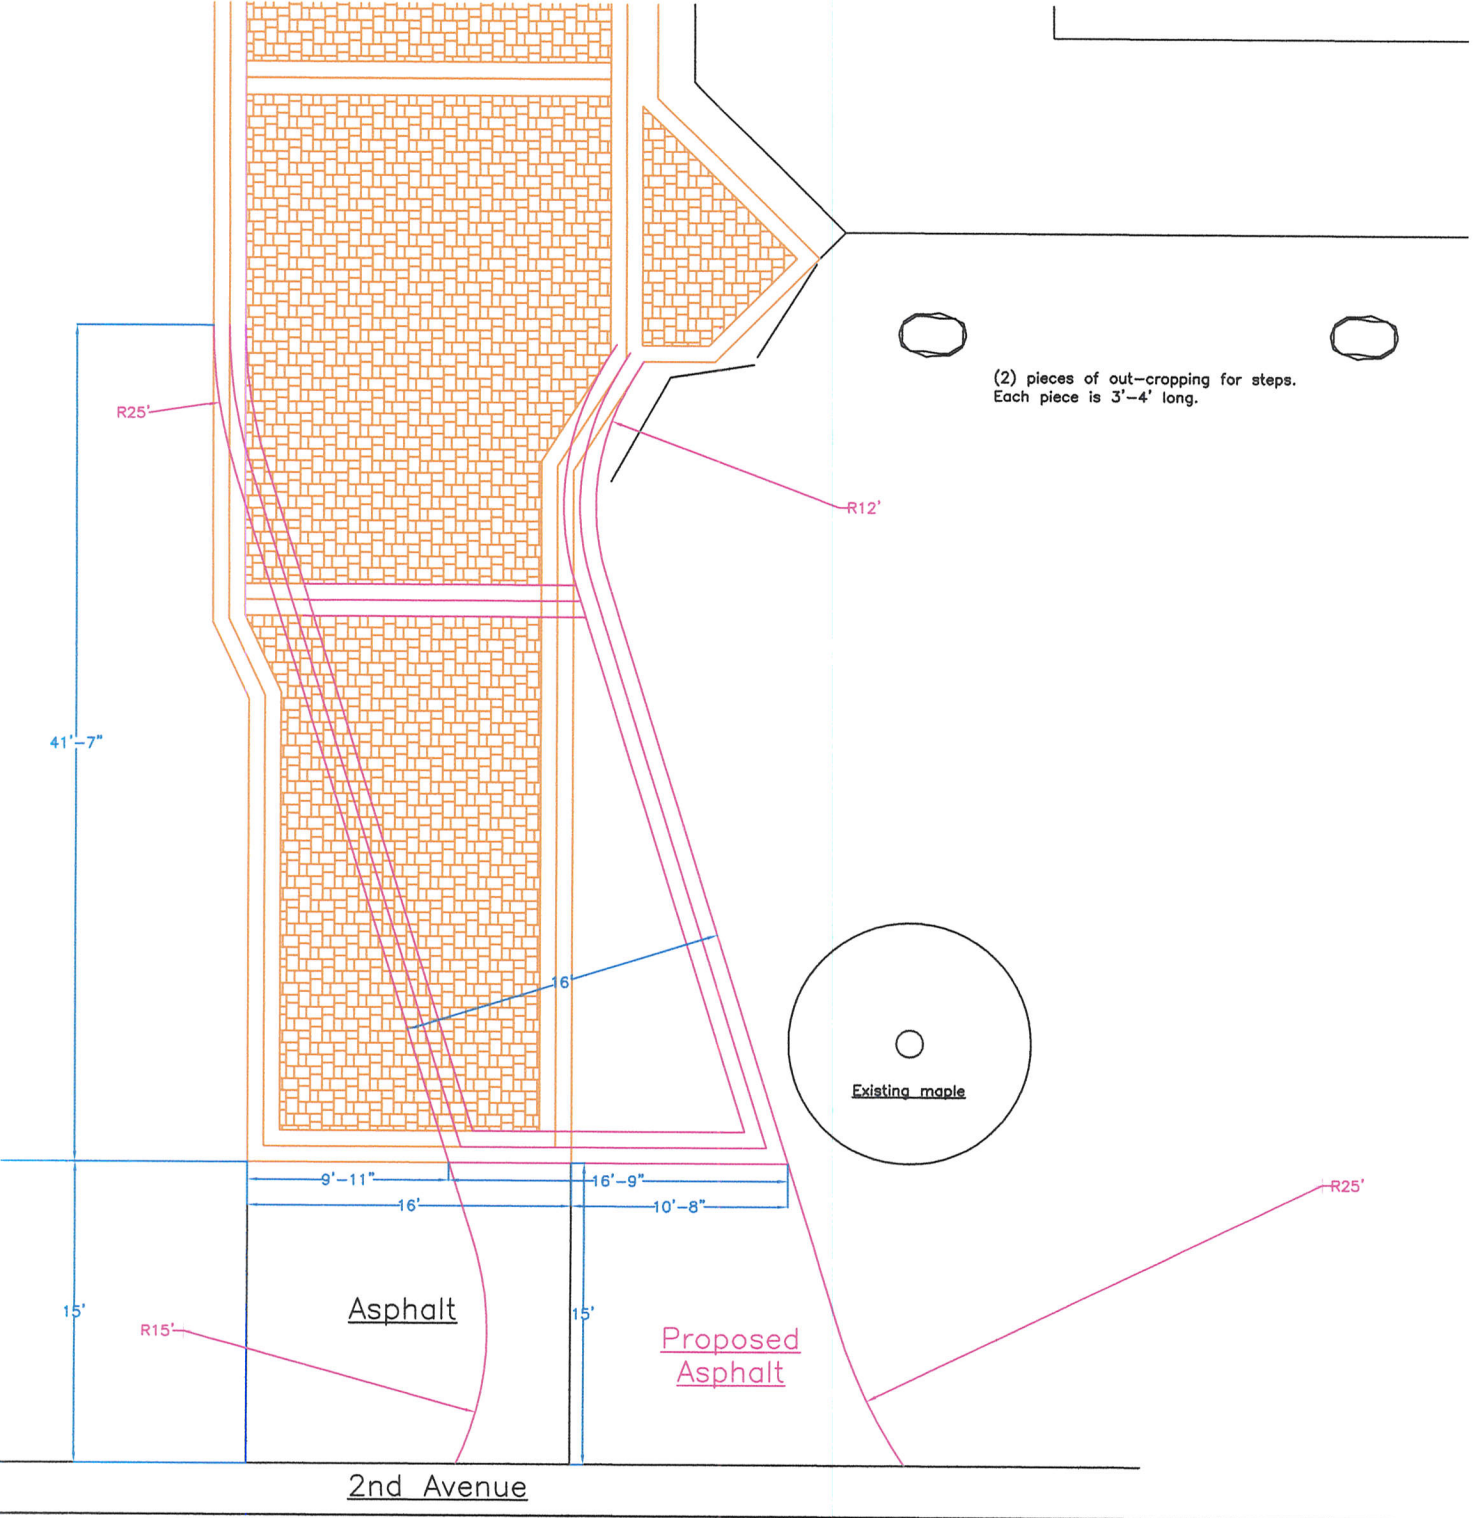 (2) pieces of out-cropping for steps.
Each piece is 3'-4' long.
R25'
R12'
41'-7"
16'
Existing maple
9'-11"
16'-9"
16'
10'-8"
R25'
15'
Asphalt
15'
R15'
Proposed
Asphalt
2nd Avenue